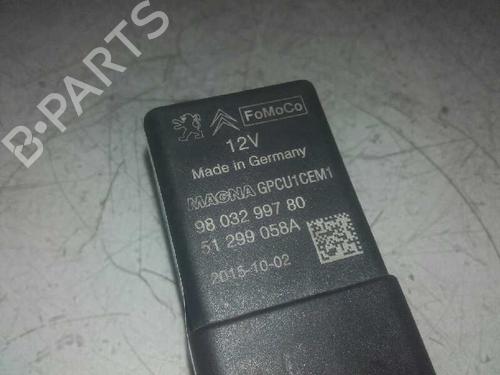 B-PARTS
FoMoCo
12V
Made in Germany
MAGNA GPCU1CEM1
98 032 997 80
51 299 058A
2015-10-02